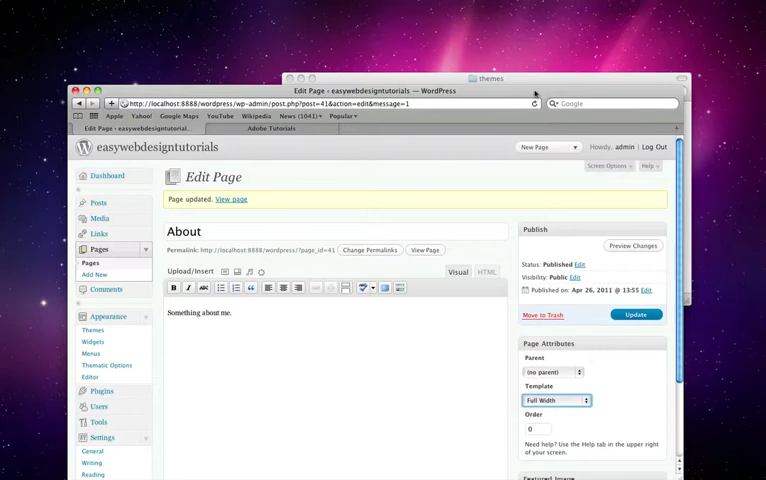 themes
Edit Page ‹ easywebdesigntutorials — WordPress
http://localhost:8888/wordpress/wp-admin/post.php?post=41&action=edit&message=1
Google
Apple Yahoo! Google Maps YouTube Wikipedia News (1041) Popular
Edit Page ‹ easywebdesigntutorial... Adobe Tutorials
easywebdesigntutorials
New Page
Howdy, admin | Log Out
Screen Options
Help
Dashboard
Edit Page
Page updated. View page
Posts
Media
Links
Pages
Pages
Add New
Comments
Appearance
Themes
Widgets
Menus
Thematic Options
Editor
Plugins
Users
Tools
Settings
General
Writing
Reading
About
Permalink: http://localhost:8888/wordpress/?page_id=41 Change Permalinks View Page
Upload/Insert
Visual HTML
B I ABC
Something about me.
Publish
Preview Changes
Status: Published Edit
Visibility: Public Edit
Published on: Apr 26, 2011 @ 13:55 Edit
Move to Trash Update
Page Attributes
Parent
(no parent)
Template
Full Width
Order
0
Need help? Use the Help tab in the upper right
of your screen.
Featured Image